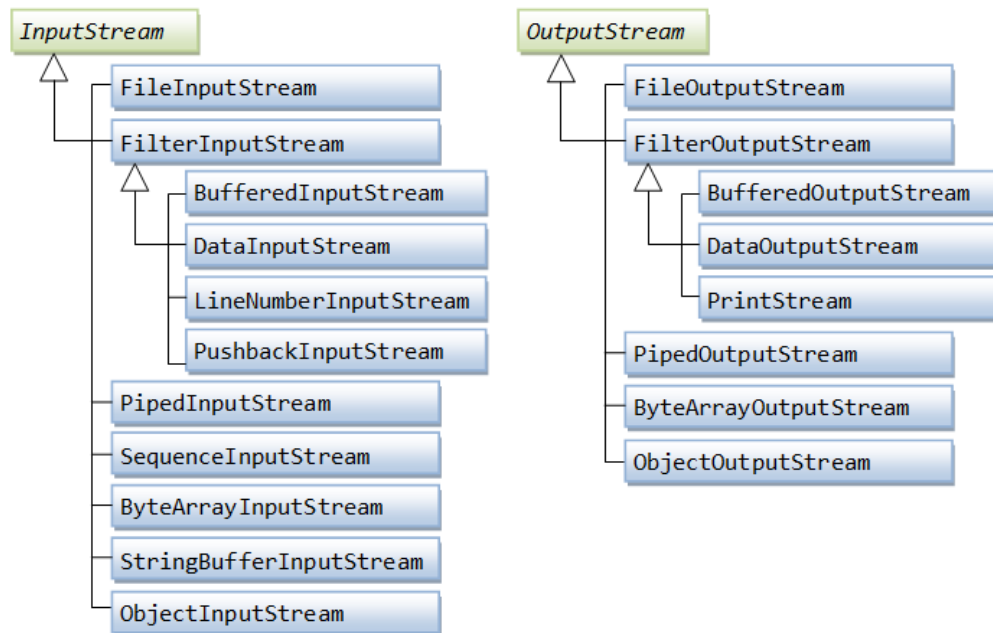 InputStream
FileInputStream
FilterInputStream
BufferedInputStream
DataInputStream
LineNumberInputStream
PushbackInputStream
PipedInputStream
SequenceInputStream
ByteArrayInputStream
StringBufferInputStream
ObjectInputStream
OutputStream
FileOutputStream
FilterOutputStream
BufferedOutputStream
DataOutputStream
PrintStream
PipedOutputStream
ByteArrayOutputStream
ObjectOutputStream